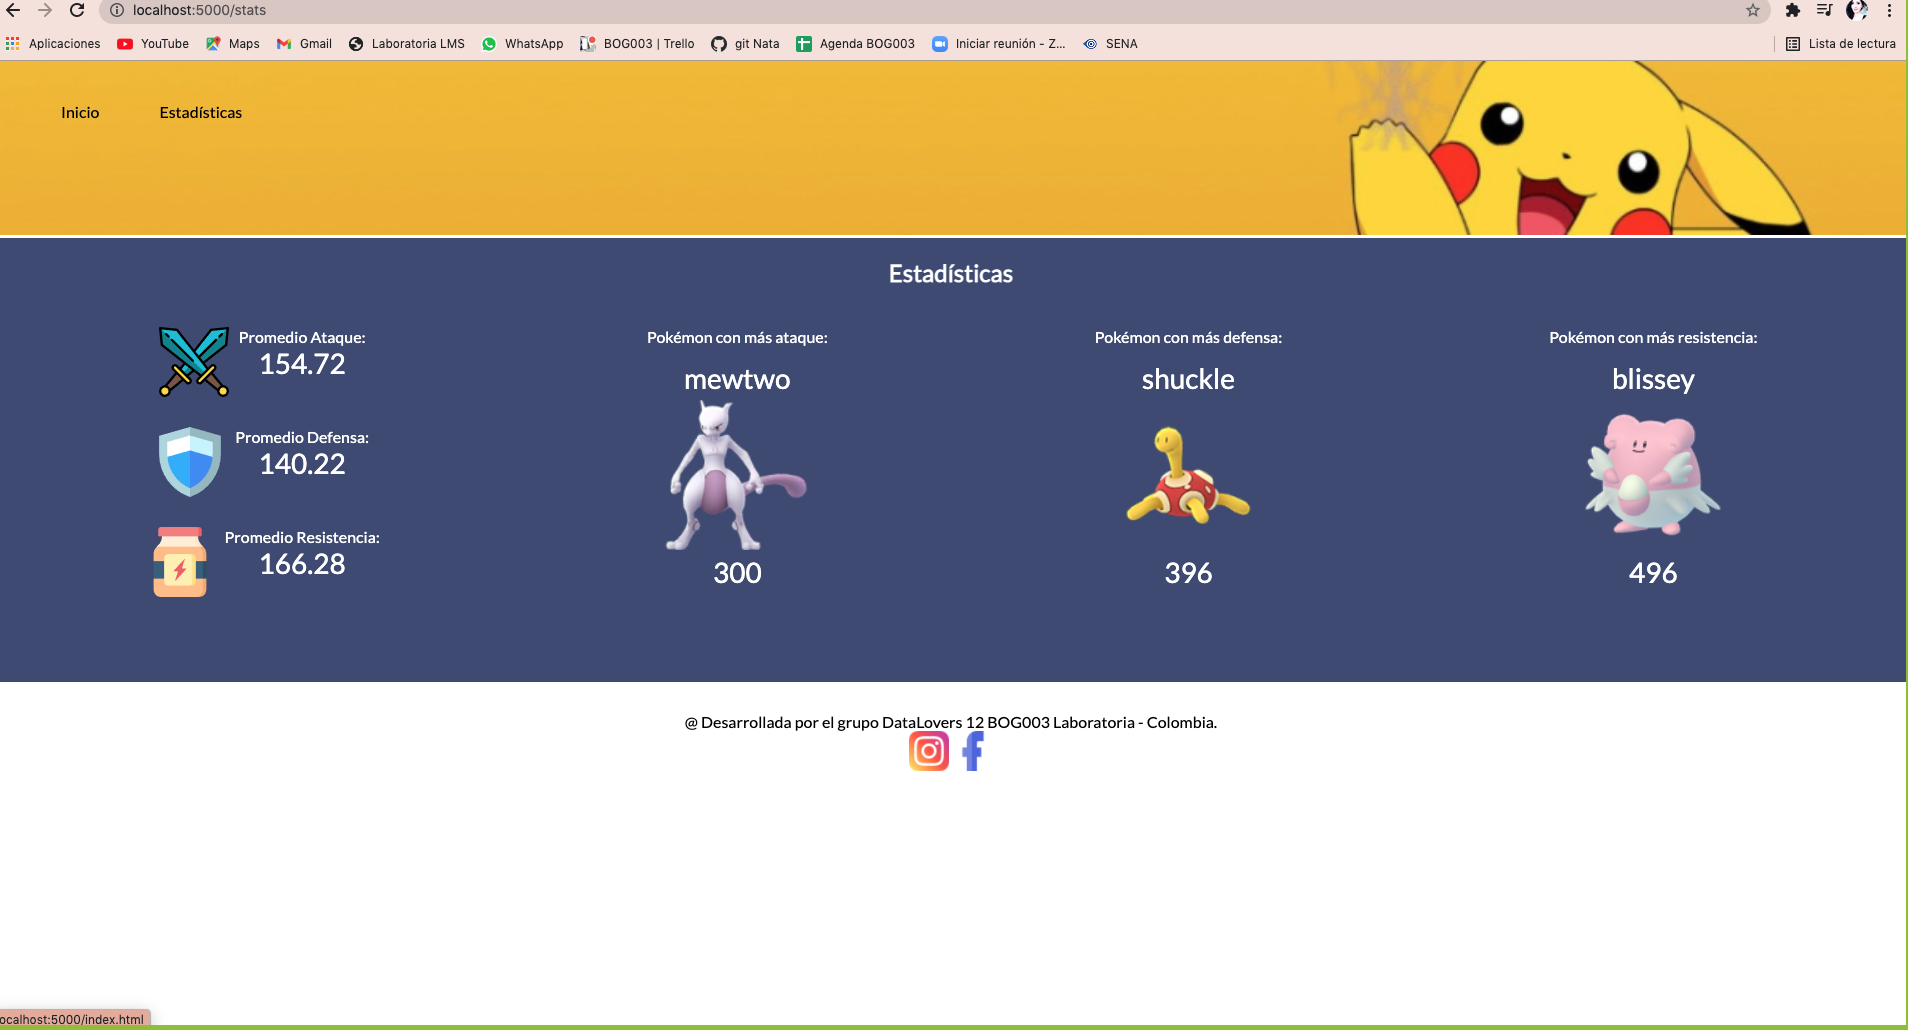 localhost:5000/stats
Aplicaciones YouTube Maps Gmail Laboratoria LMS WhatsApp BOG003 | Trello git Nata Agenda BOG003 Iniciar reunión - Z... SENA Lista de lectura
Inicio Estadísticas
Estadísticas
Promedio Ataque:
154.72
Promedio Defensa:
140.22
Promedio Resistencia:
166.28
Pokémon con más ataque:
mewtwo
300
Pokémon con más defensa:
shuckle
396
Pokémon con más resistencia:
blissey
496
@ Desarrollada por el grupo DataLovers 12 BOG003 Laboratoria - Colombia.
ocalhost:5000/index.html